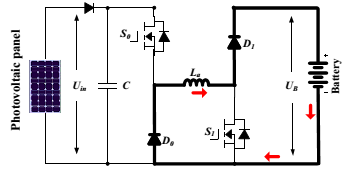 Photovoltaic panel
U_in
C
S_0
D_0
L_a
D_1
S_1
U_B
Battery